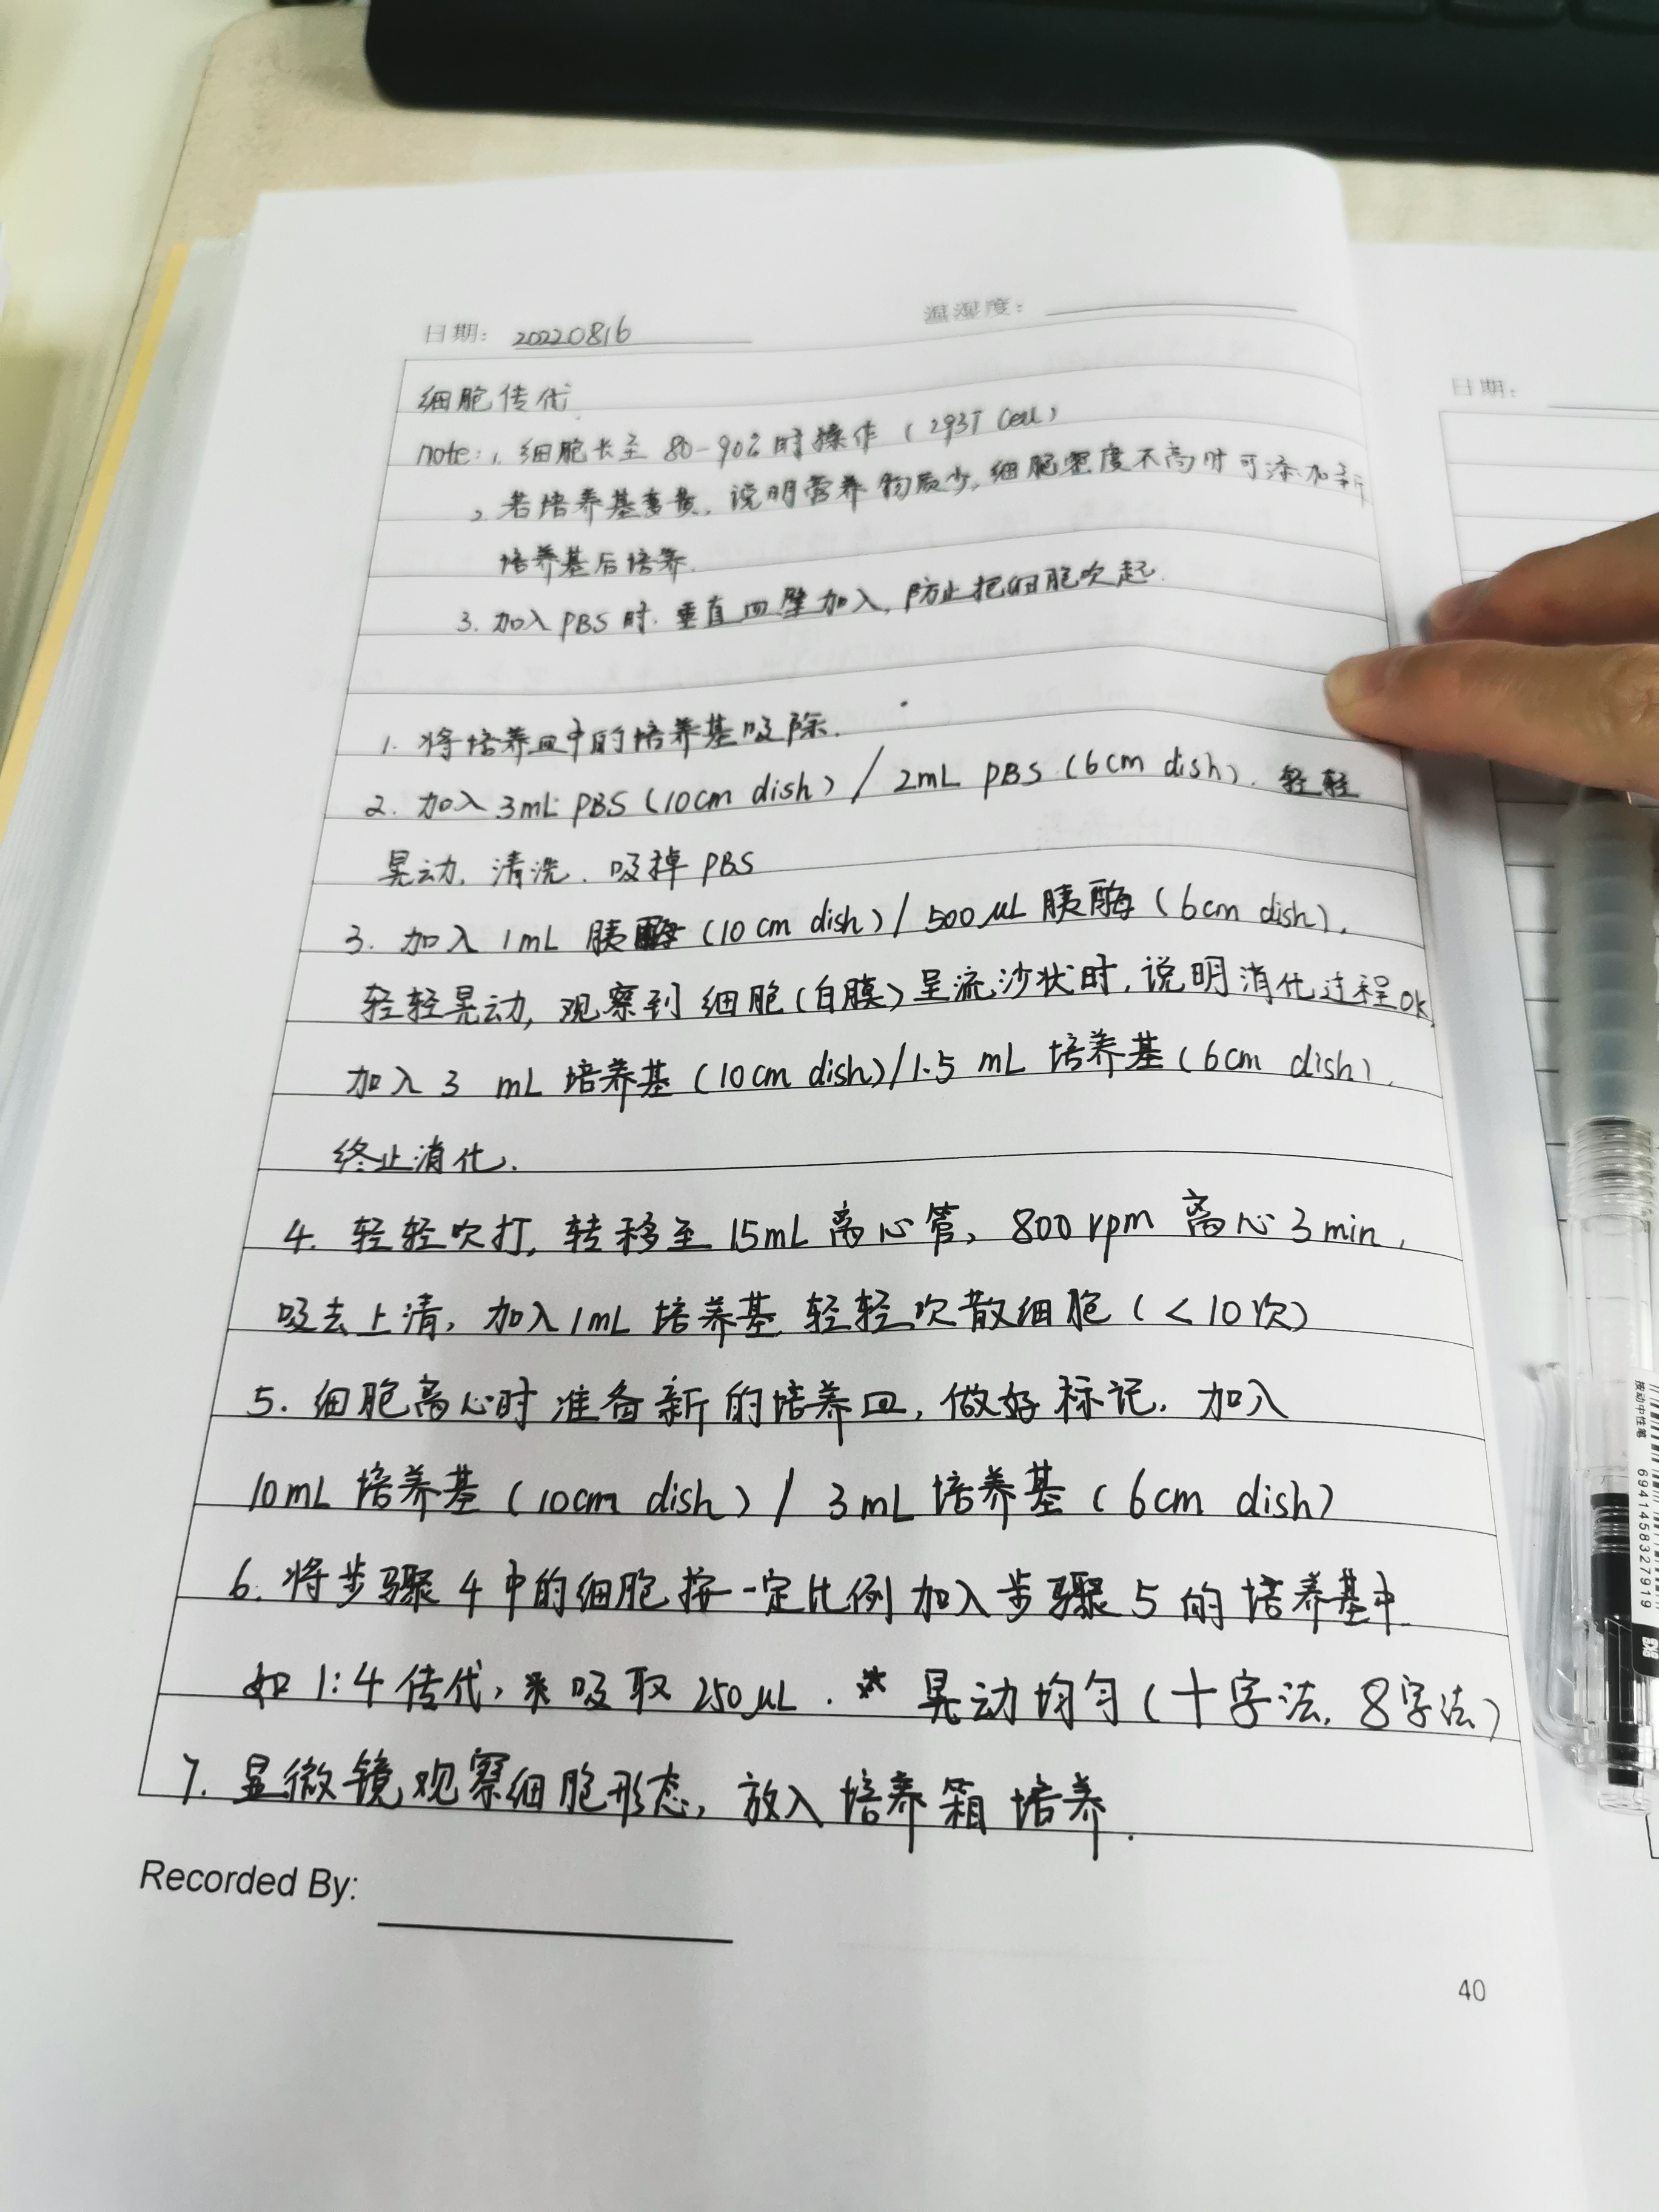 日期: 20220816
温湿度:
细胞传代
note: 1. 细胞长至 80-90% 时操作 (293T Cell)
2. 若培养基变黄, 说明营养物质少, 细胞密度不高时可添加新
培养基后培养.
3. 加入 PBS 时. 垂直皿壁加入, 防止把细胞吹起.
1. 将培养皿中的培养基吸除.
2. 加入 3mL PBS (10cm dish) / 2mL PBS (6cm dish). 轻轻
晃动, 清洗. 吸掉 PBS
3. 加入 1mL 胰酶 (10 cm dish) / 500 μL 胰酶 (6cm dish).
轻轻晃动, 观察到 细胞(白膜) 呈流沙状时, 说明消化过程OK,
加入 3 mL 培养基 (10cm dish)/1.5 mL 培养基 (6cm dish).
终止消化.
4. 轻轻吹打, 转移至 15mL 离心管, 800 rpm 离心 3 min,
吸去上清, 加入 1mL 培养基 轻轻吹散细胞 (<10次)
5. 细胞离心时 准备新的培养皿, 做好标记, 加入
10mL 培养基 (10cm dish) / 3mL 培养基 (6cm dish)
6. 将步骤 4 中的细胞按一定比例加入步骤 5 的培养基中
如 1:4 传代, 吸取 250μL. 晃动均匀 (十字法, 8字法)
7. 显微镜观察细胞形态, 放入培养箱培养.
Recorded By:
40
日期:
按动中性笔 6941458327919